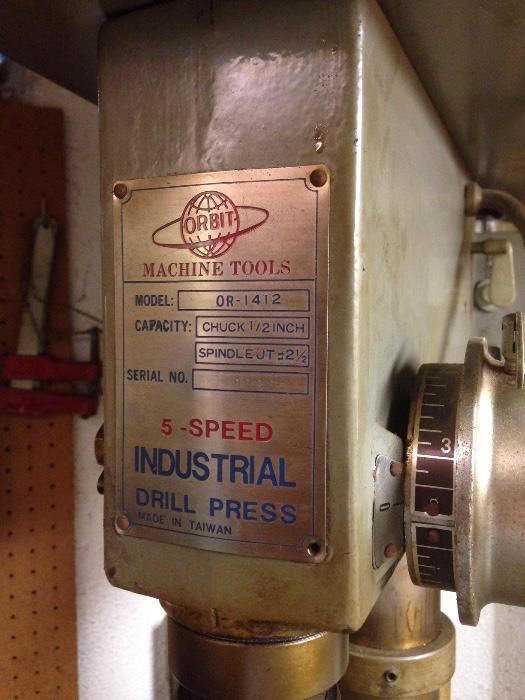 ORBIT
MACHINE TOOLS
MODEL: OR-1412
CAPACITY: CHUCK 1/2 INCH
SPINDLE JT #2½
SERIAL NO.
5-SPEED
INDUSTRIAL
DRILL PRESS
MADE IN TAIWAN
3
0